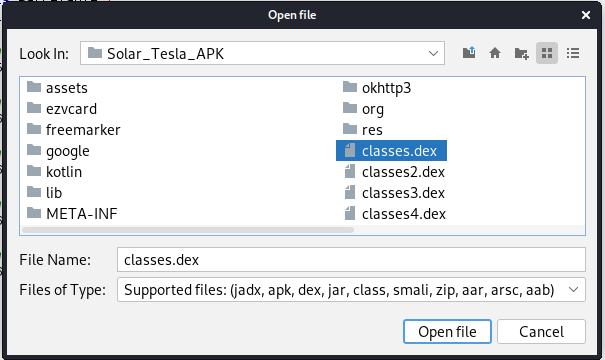 Open file
Look In: Solar_Tesla_APK
assets
ezvcard
freemarker
google
kotlin
lib
META-INF
okhttp3
org
res
classes.dex
classes2.dex
classes3.dex
classes4.dex
File Name: classes.dex
Files of Type: Supported files: (jadx, apk, dex, jar, class, smali, zip, aar, arsc, aab)
Open file Cancel